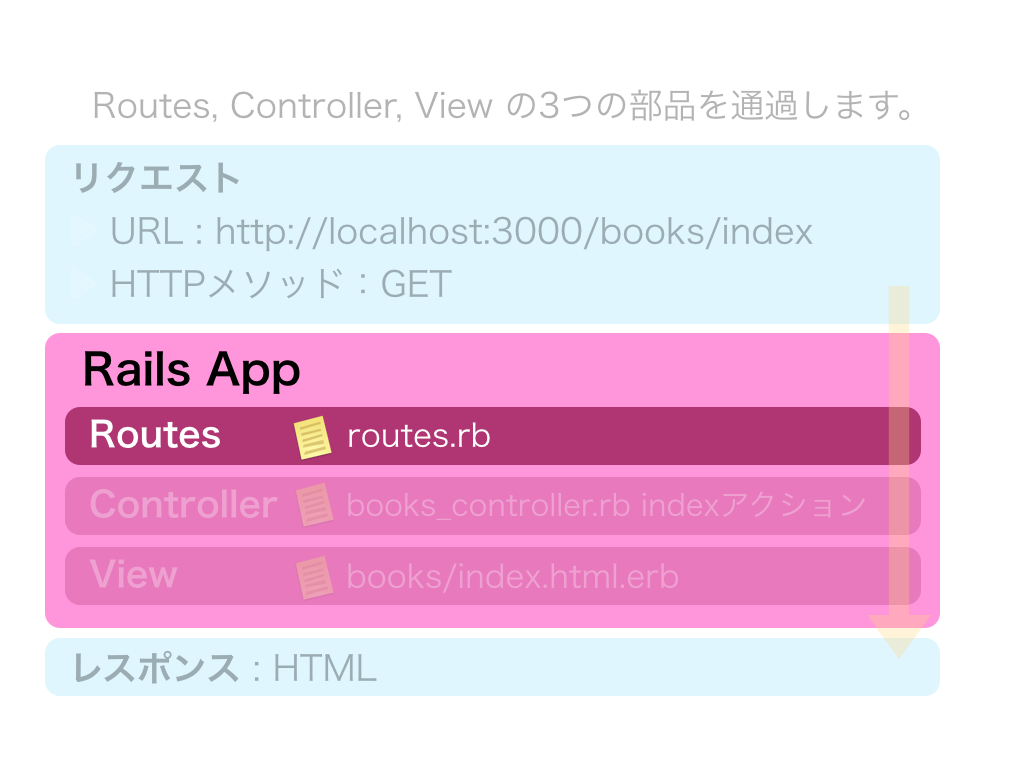 Routes, Controller, View の3つの部品を通過します。
リクエスト
URL : http://localhost:3000/books/index
HTTPメソッド：GET
Rails App
Routes routes.rb
Controller books_controller.rb indexアクション
View books/index.html.erb
レスポンス : HTML